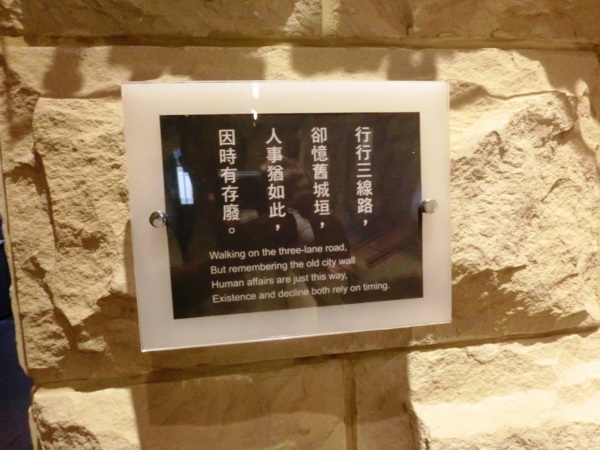 行行三線路，
卻憶舊城垣，
人事猶如此，
因時有存廢。
Walking on the three-lane road,
But remembering the old city wall
Human affairs are just this way,
Existence and decline both rely on timing.